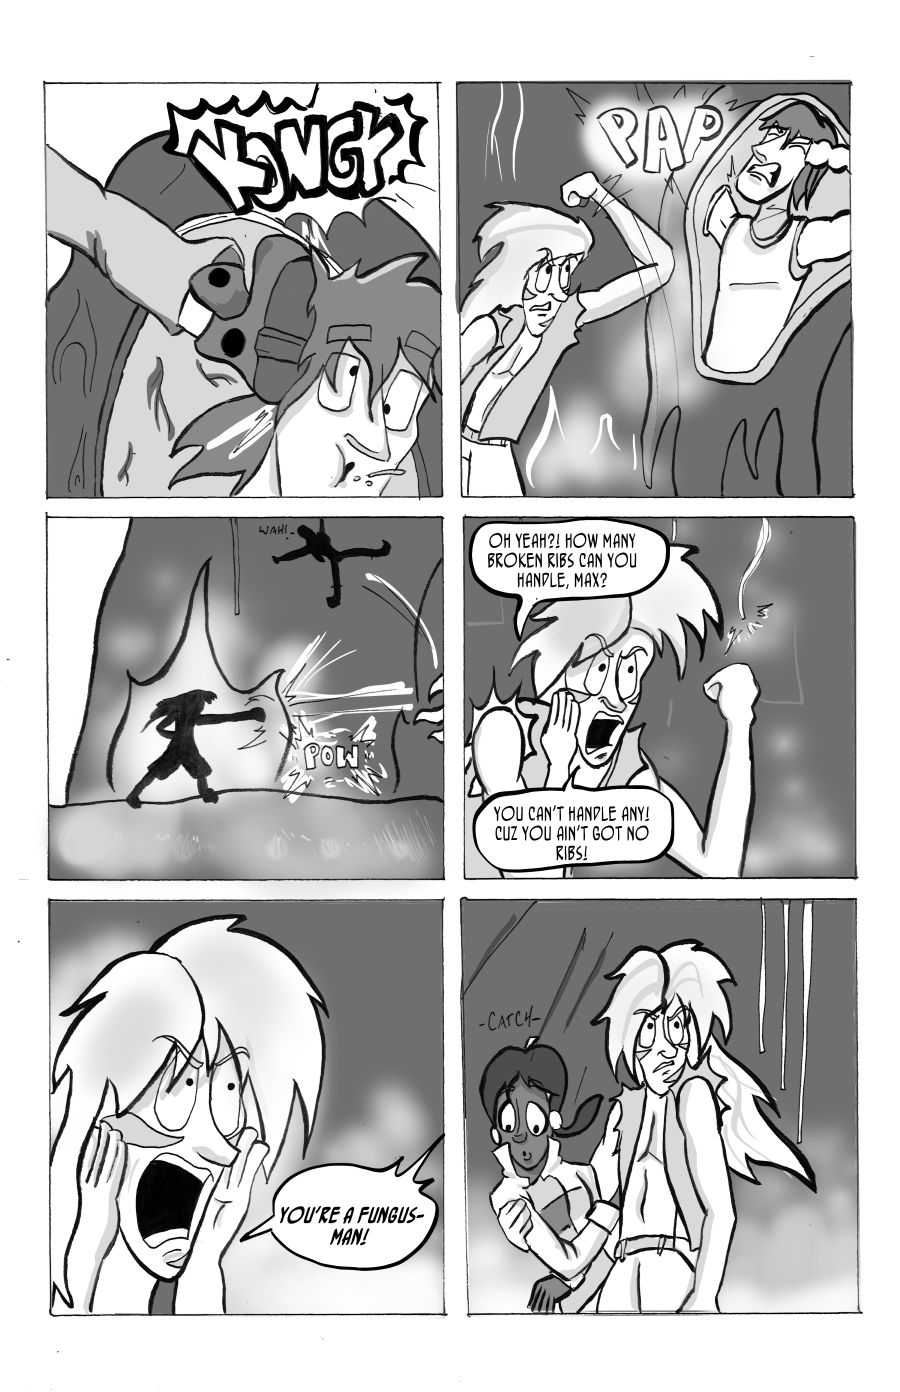 KONGK!
PAP
WAH!-
POW
OH YEAH?! HOW MANY
BROKEN RIBS CAN YOU
HANDLE, MAX?
YOU CAN'T HANDLE ANY!
CUZ YOU AIN'T GOT NO
RIBS!
YOU'RE A FUNGUS-
MAN!
-CATCH-